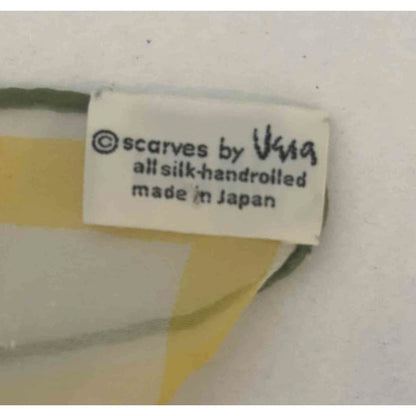 © scarves by Vera
all silk-handrolled
made in Japan